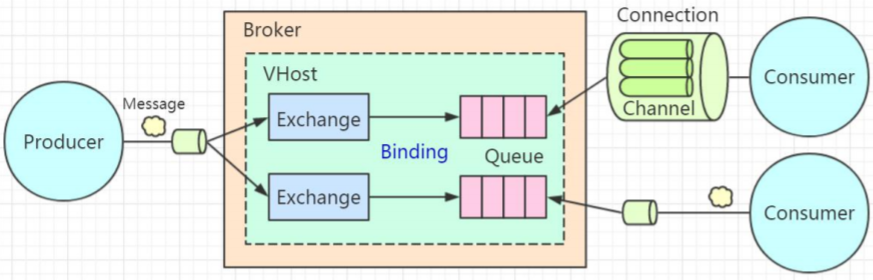 Connection
Broker
VHost
Message
Exchange
Channel
Consumer
Producer
Binding
Queue
Exchange
Consumer